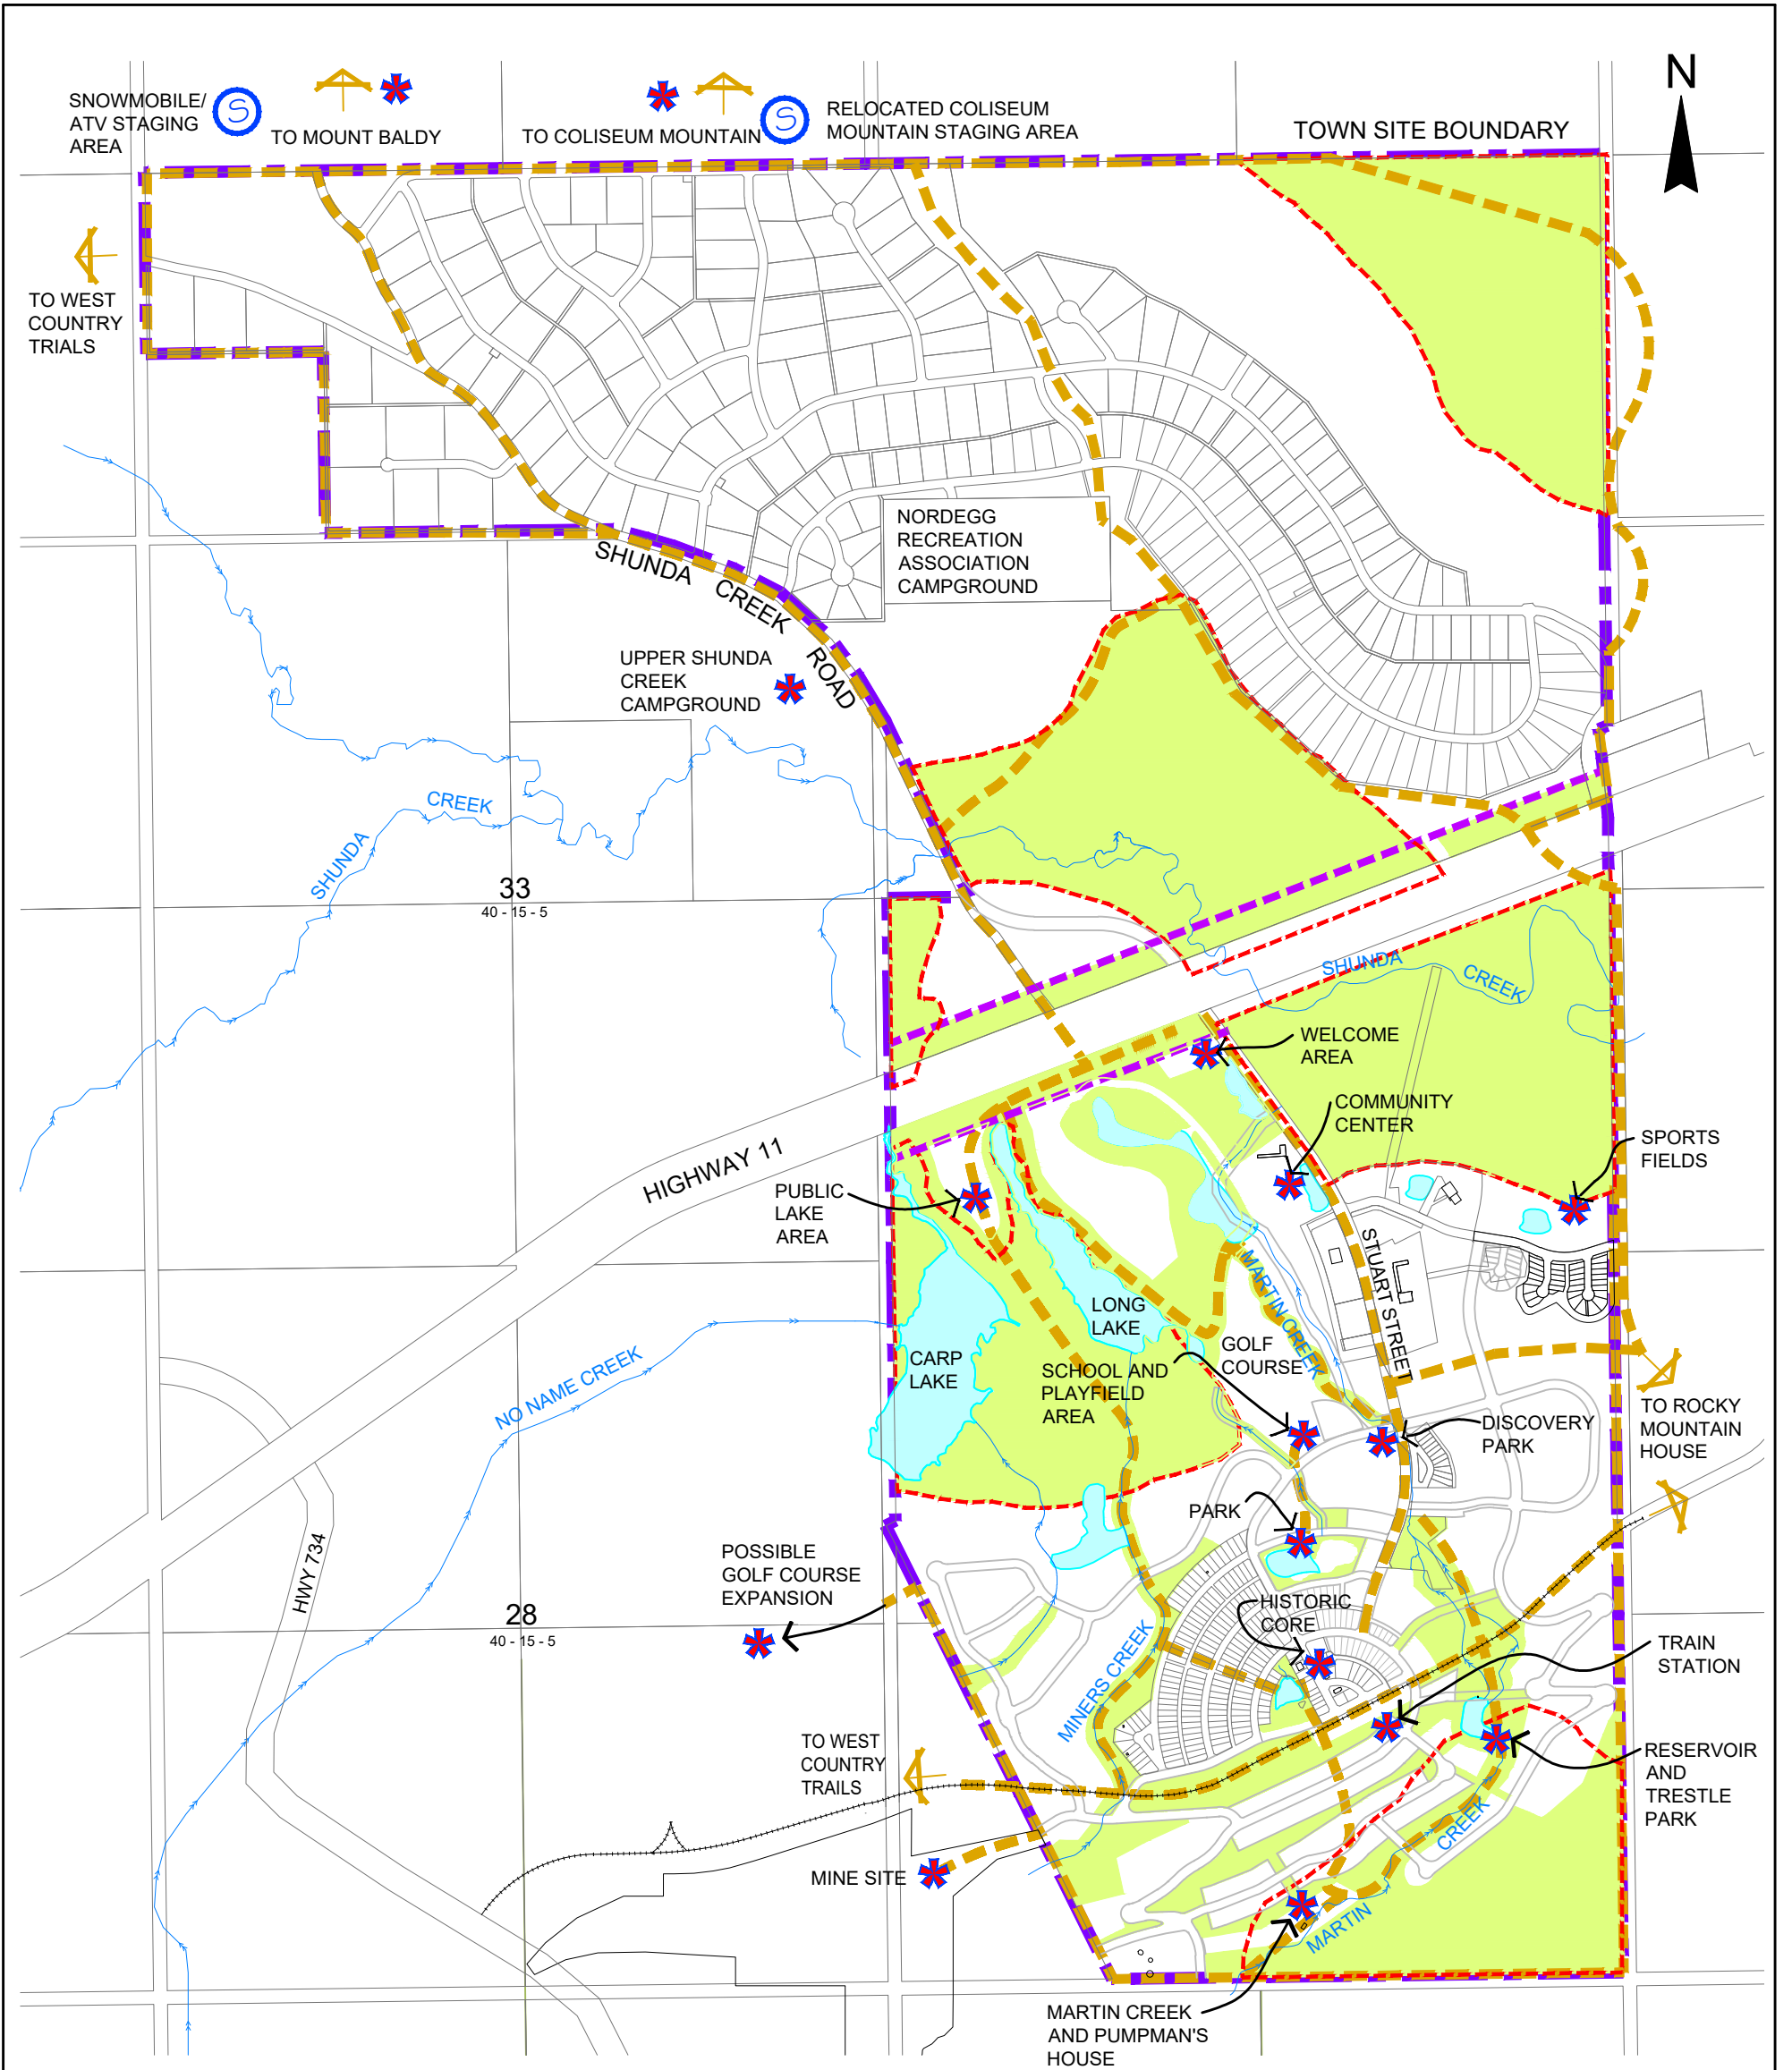 N
SNOWMOBILE/
ATV STAGING
AREA
S
TO MOUNT BALDY
TO COLISEUM MOUNTAIN
S
RELOCATED COLISEUM
MOUNTAIN STAGING AREA
TOWN SITE BOUNDARY
TO WEST
COUNTRY
TRIALS
NORDEGG
RECREATION
ASSOCIATION
CAMPGROUND
SHUNDA CREEK ROAD
UPPER SHUNDA
CREEK
CAMPGROUND
SHUNDA CREEK
33
40 - 15 - 5
SHUNDA CREEK
WELCOME
AREA
COMMUNITY
CENTER
SPORTS
FIELDS
HIGHWAY 11
PUBLIC
LAKE
AREA
STUART STREET
MARTIN CREEK
LONG
LAKE
GOLF
COURSE
CARP
LAKE
SCHOOL AND
PLAYFIELD
AREA
NO NAME CREEK
TO ROCKY
MOUNTAIN
HOUSE
DISCOVERY
PARK
PARK
HWY 734
POSSIBLE
GOLF COURSE
EXPANSION
28
40 - 15 - 5
HISTORIC
CORE
MINERS CREEK
TRAIN
STATION
TO WEST
COUNTRY
TRAILS
RESERVOIR
AND
TRESTLE
PARK
MINE SITE
MARTIN CREEK
MARTIN CREEK
AND PUMPMAN'S
HOUSE